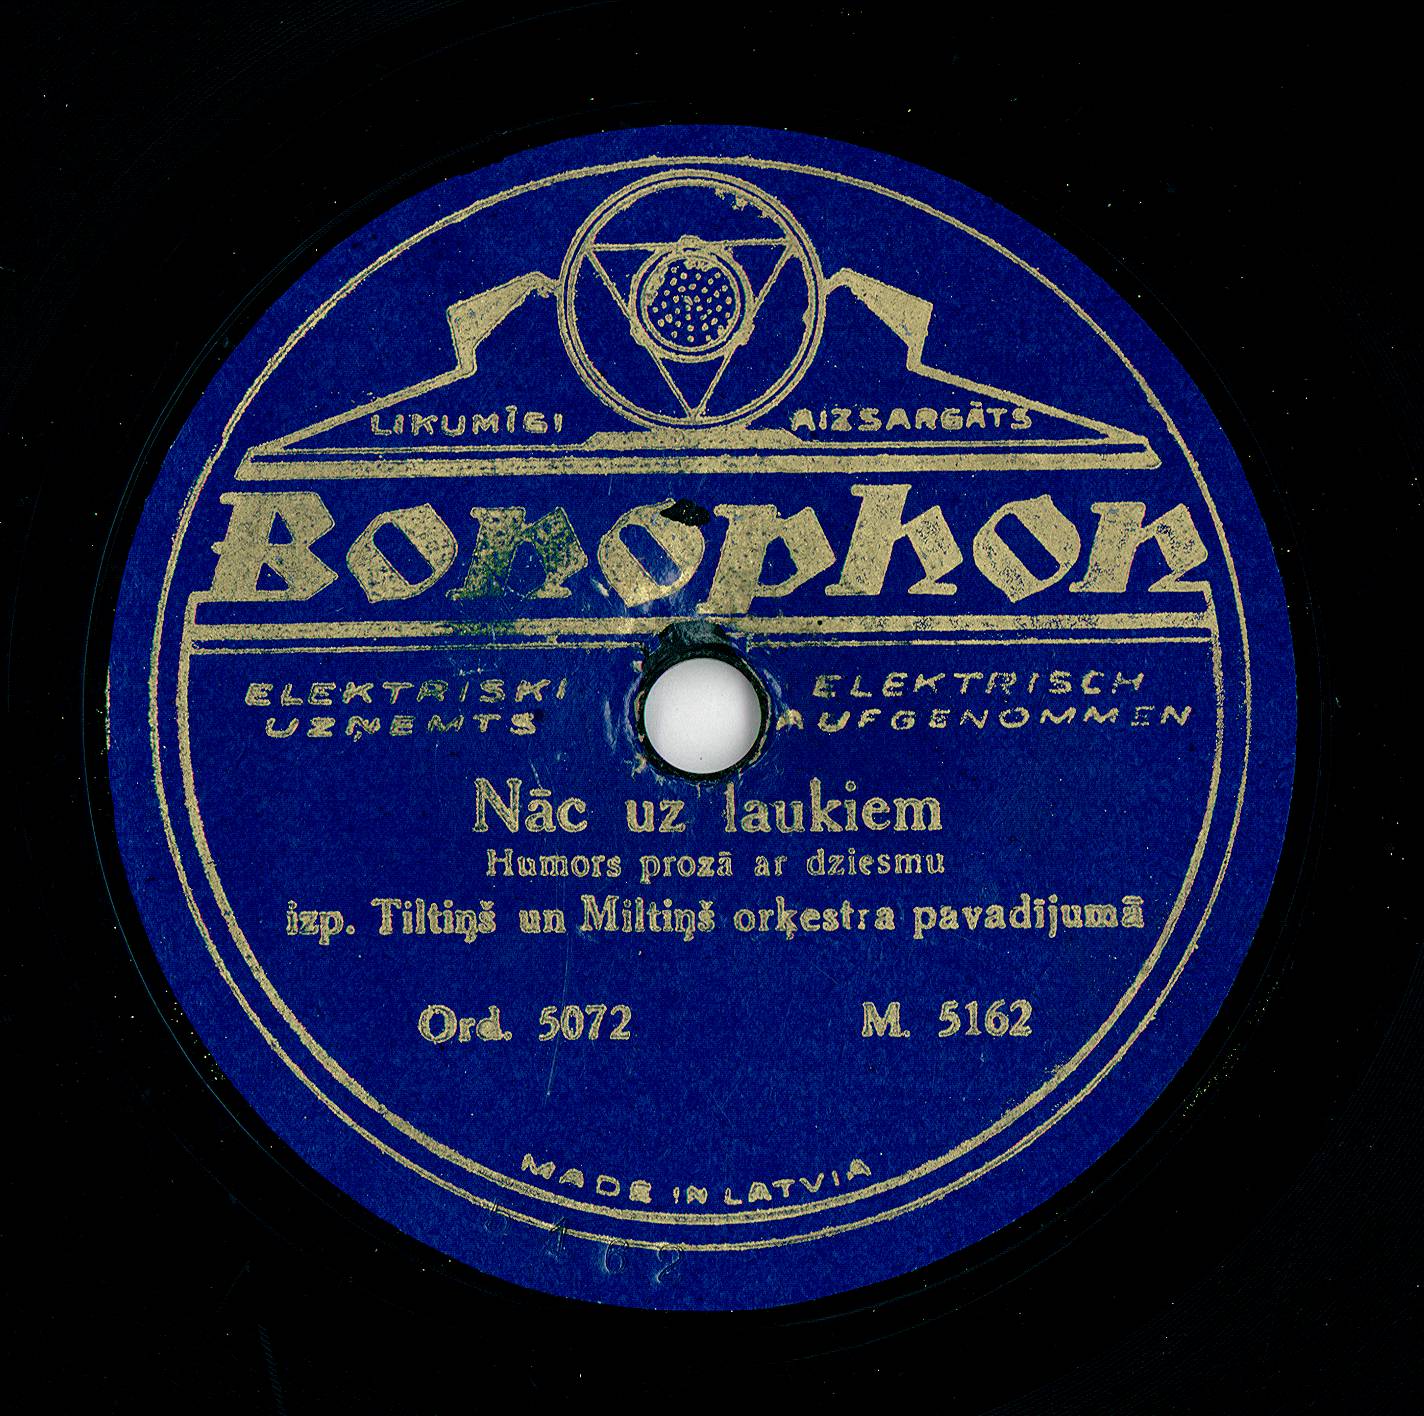 LIKUMĪGI AIZSARGĀTS
Bonophon
ELEKTRISKI
UZŅEMTS
ELEKTRISCH
AUFGENOMMEN
Nāc uz laukiem
Humors prozā ar dziesmu
izp. Tiltiņš un Miltiņš orķestra pavadījumā
Ord. 5072 M. 5162
MADE IN LATVIA
5162